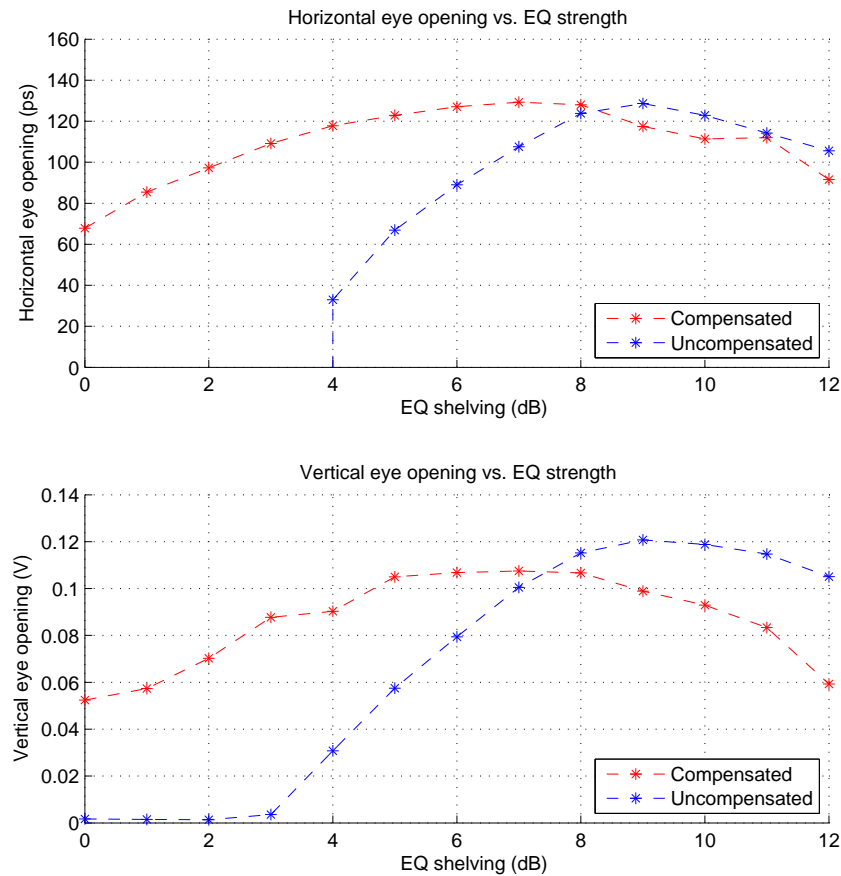 Horizontal eye opening vs. EQ strength
160
140
120
100
80
60
40
20
0
Horizontal eye opening (ps)
0 2 4 6 8 10 12
EQ shelving (dB)
Compensated
Uncompensated
Vertical eye opening vs. EQ strength
0.14
0.12
0.1
0.08
0.06
0.04
0.02
0
Vertical eye opening (V)
0 2 4 6 8 10 12
EQ shelving (dB)
Compensated
Uncompensated